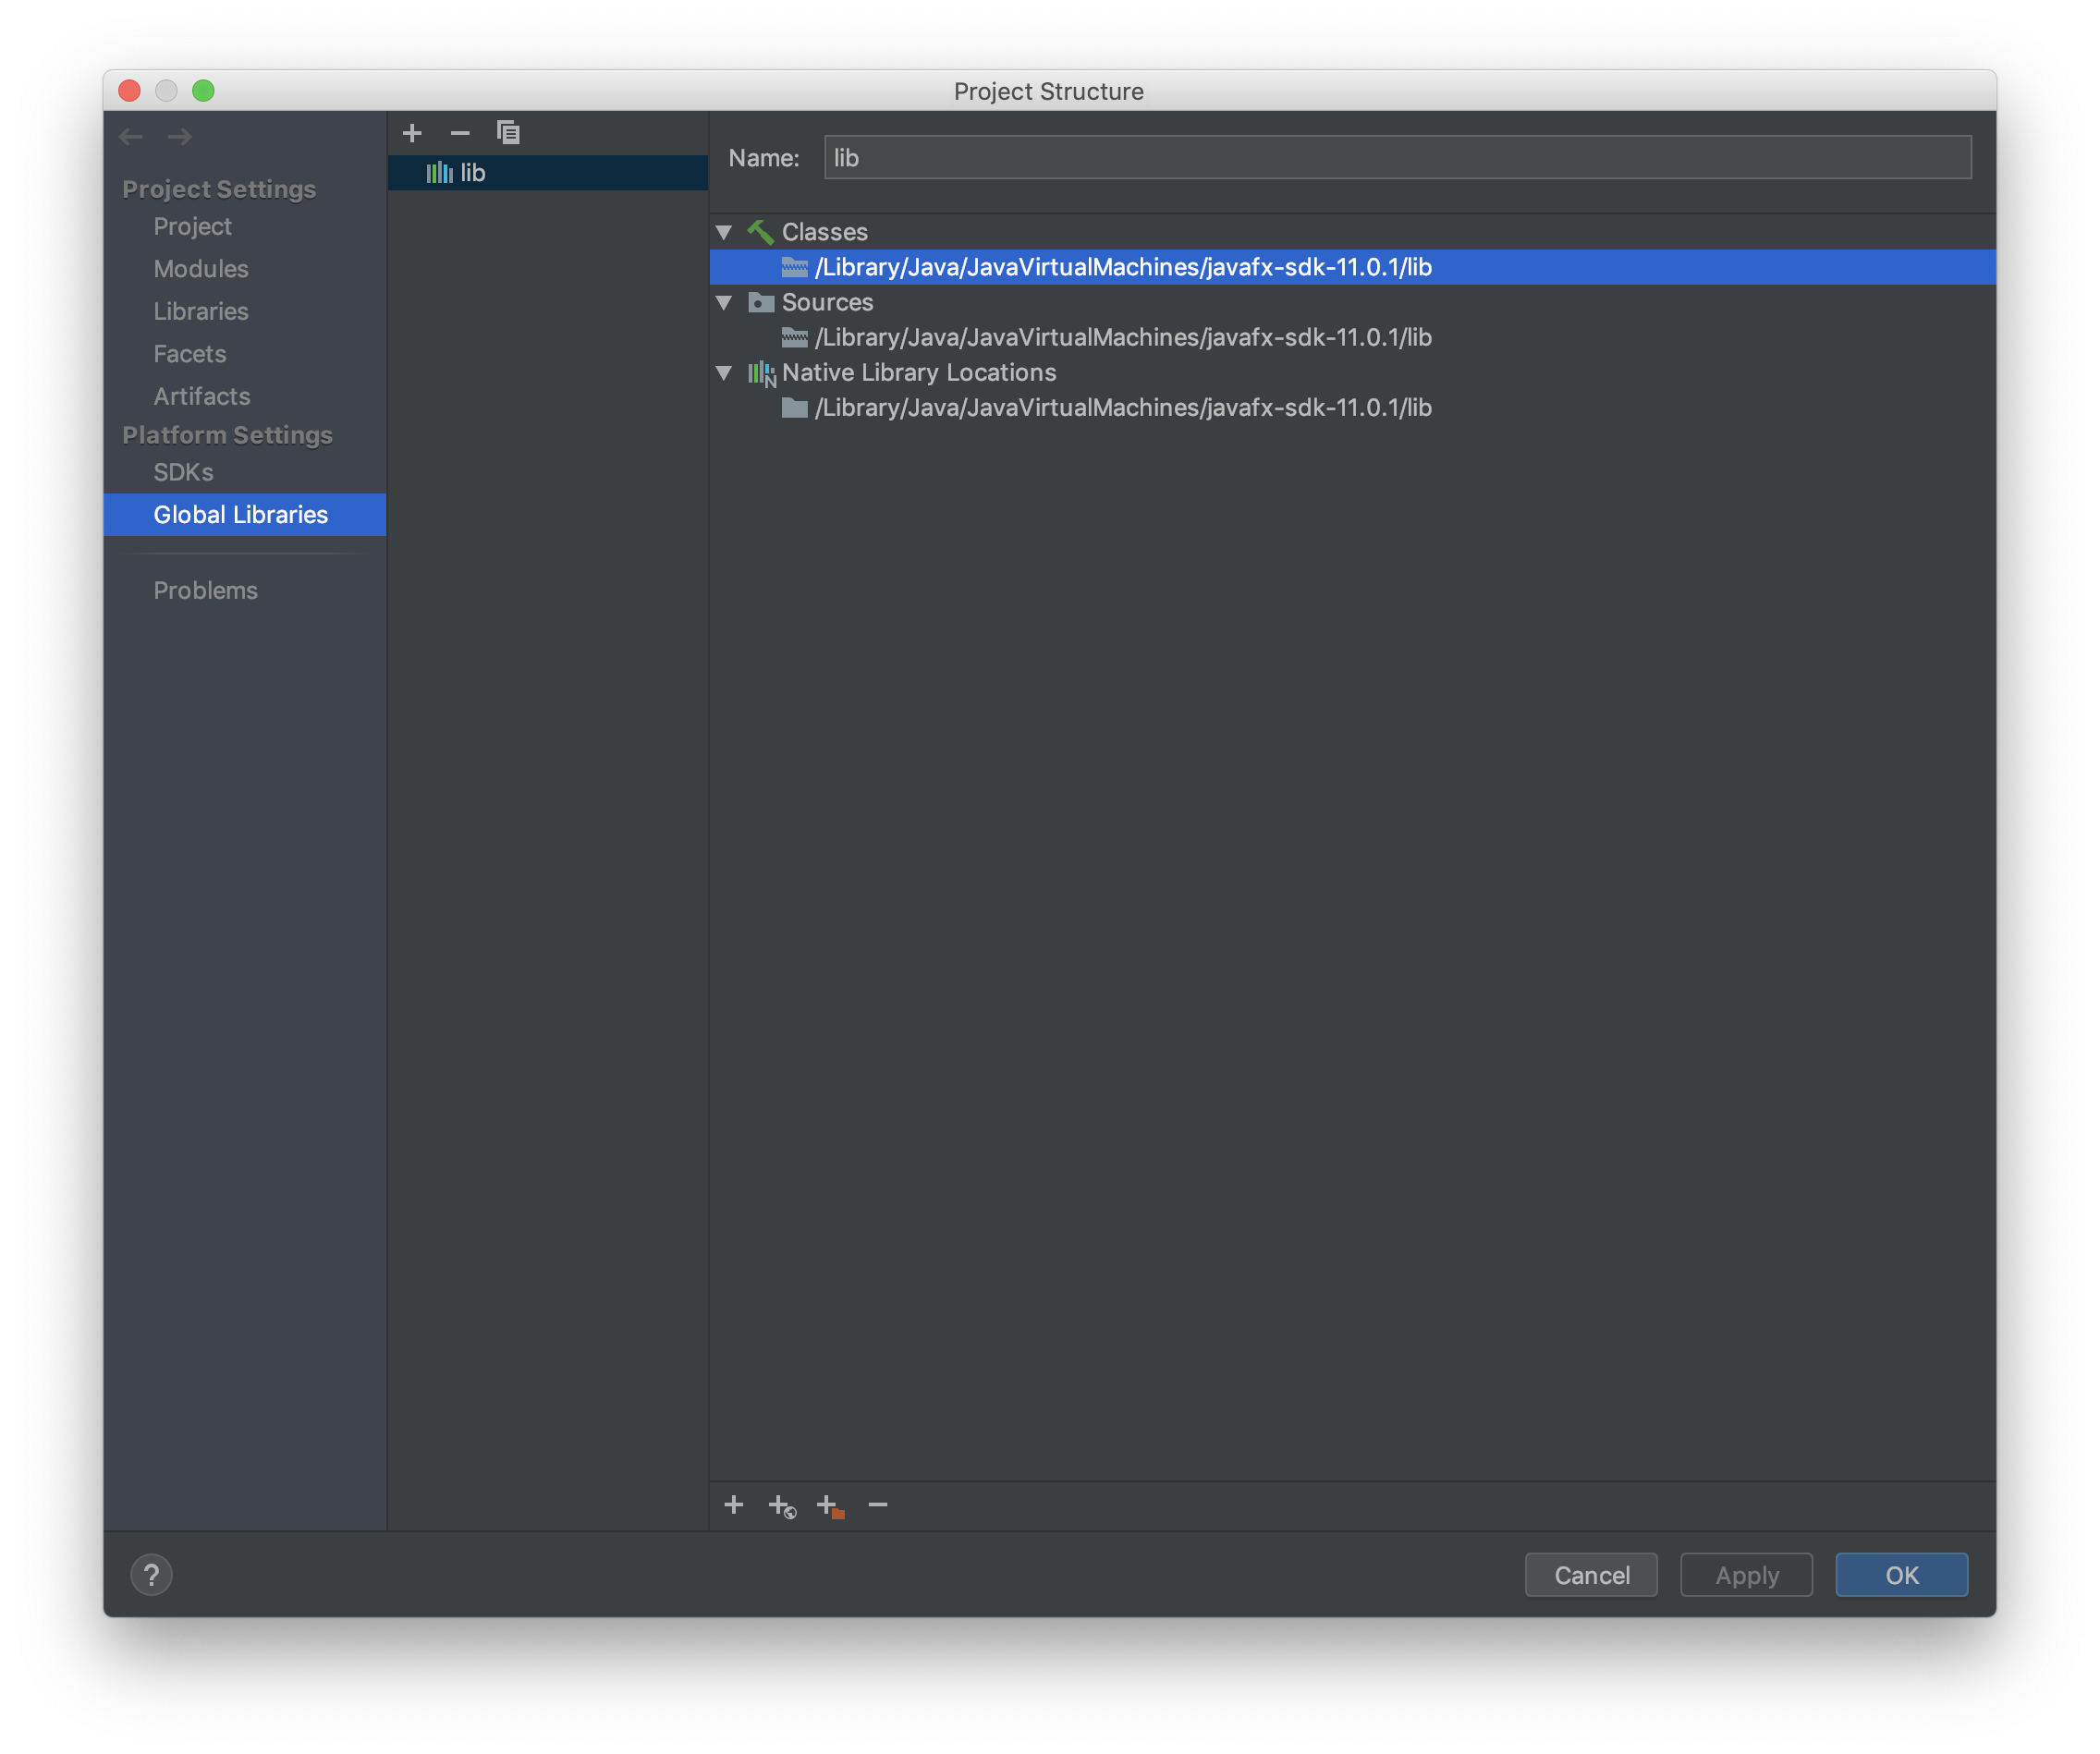 Project Structure
Project Settings
Project
Modules
Libraries
Facets
Artifacts
Platform Settings
SDKs
Global Libraries
Problems
lib
Name: lib
Classes
/Library/Java/JavaVirtualMachines/javafx-sdk-11.0.1/lib
Sources
/Library/Java/JavaVirtualMachines/javafx-sdk-11.0.1/lib
Native Library Locations
/Library/Java/JavaVirtualMachines/javafx-sdk-11.0.1/lib
? Cancel Apply OK